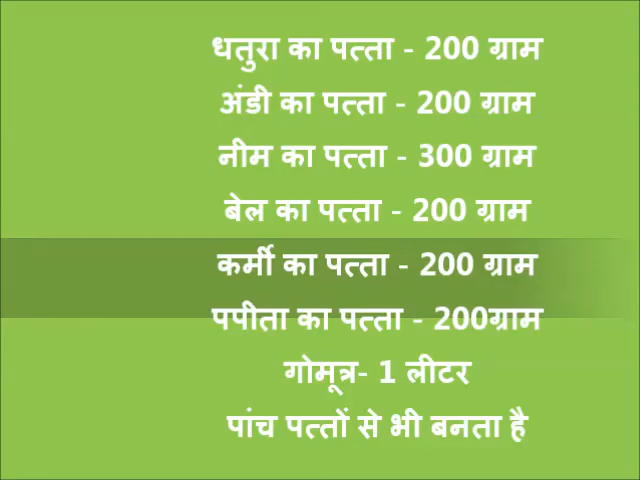 धतुरा का पत्ता - 200 ग्राम
अंडी का पत्ता - 200 ग्राम
नीम का पत्ता - 300 ग्राम
बेल का पत्ता - 200 ग्राम
कर्मी का पत्ता - 200 ग्राम
पपीता का पत्ता - 200ग्राम
गोमूत्र- 1 लीटर
पांच पत्तों से भी बनता है